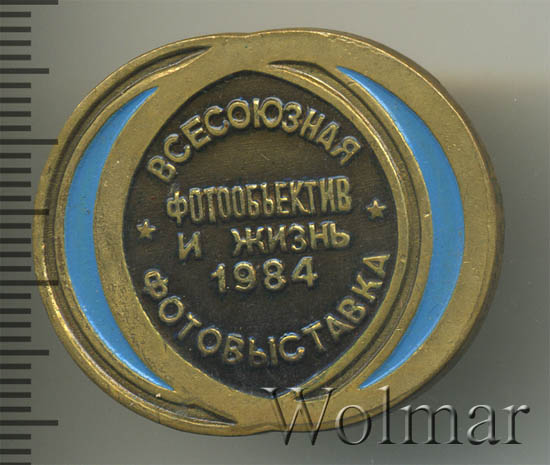 ВСЕСОЮЗНАЯ
ФОТООБЪЕКТИВ
И ЖИЗНЬ
1984
ФОТОВЫСТАВКА
Wolmar